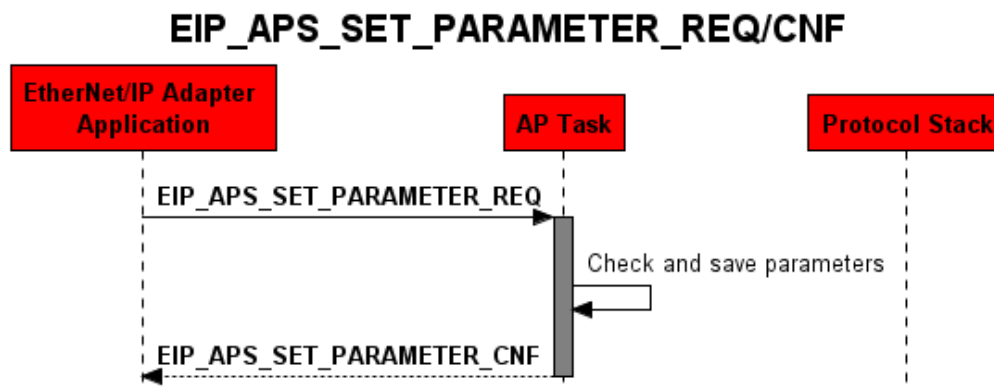 EIP_APS_SET_PARAMETER_REQ/CNF
EtherNet/IP Adapter
Application
AP Task
Protocol Stack
EIP_APS_SET_PARAMETER_REQ
Check and save parameters
EIP_APS_SET_PARAMETER_CNF